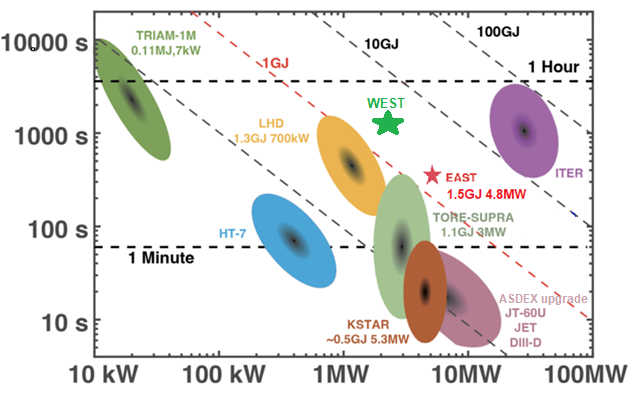 10000 s
1000 s
100 s
10 s
TRIAM-1M
0.11MJ,7kW
1GJ
10GJ
100GJ
1 Hour
WEST
LHD
1.3GJ 700kW
ITER
EAST
1.5GJ 4.8MW
HT-7
TORE-SUPRA
1.1GJ 3MW
1 Minute
ASDEX upgrade
JT-60U
JET
DIII-D
KSTAR
~0.5GJ 5.3MW
10 kW
100 kW
1MW
10MW
100MW